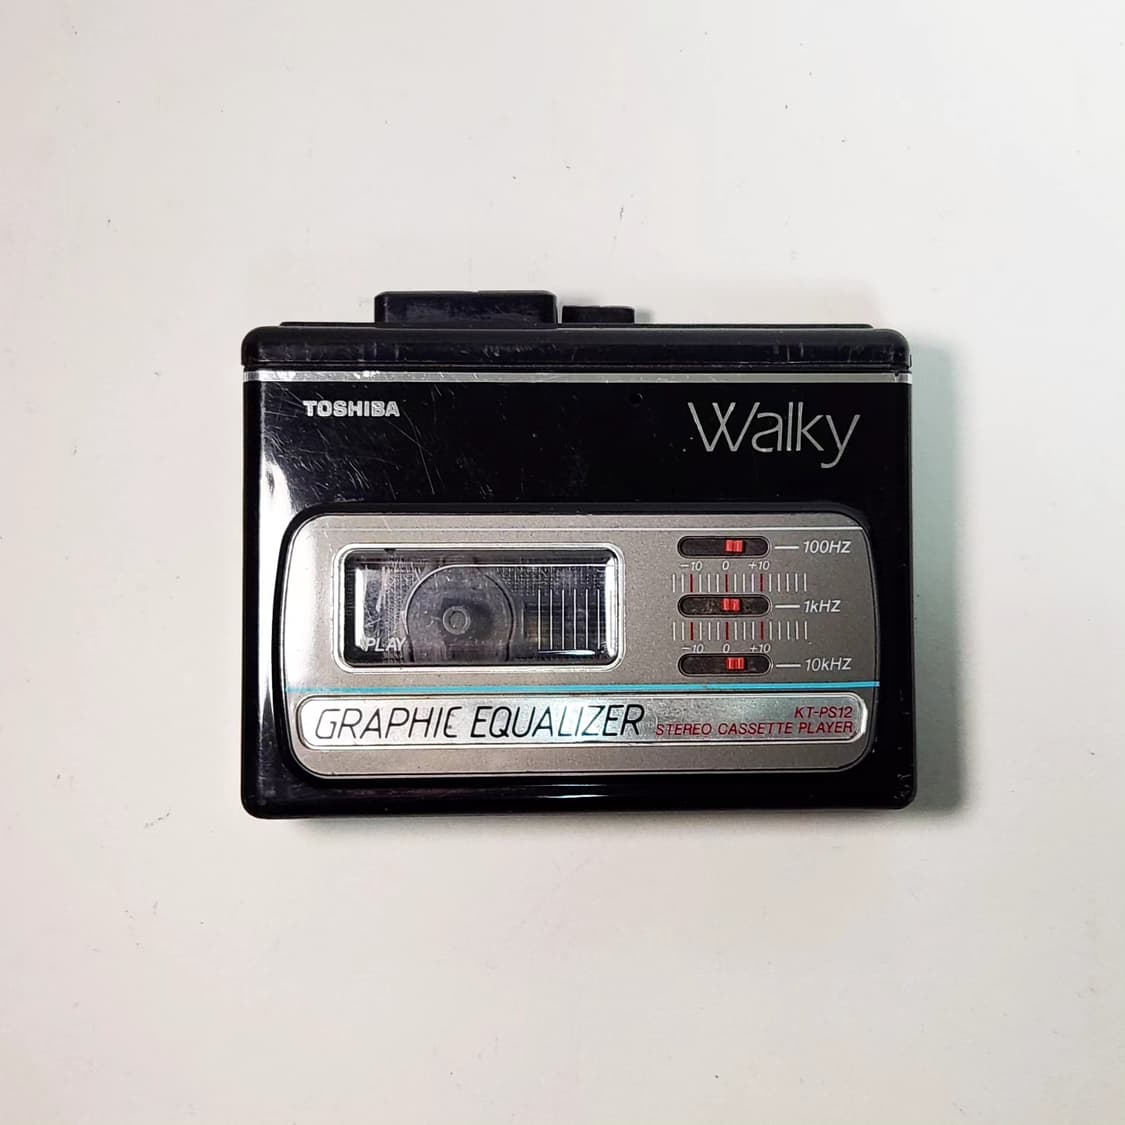 TOSHIBA
Walky
100HZ
-10 0 +10
1kHZ
-10 0 +10
10kHZ
PLAY
GRAPHIC EQUALIZER
KT-PS12
STEREO CASSETTE PLAYER